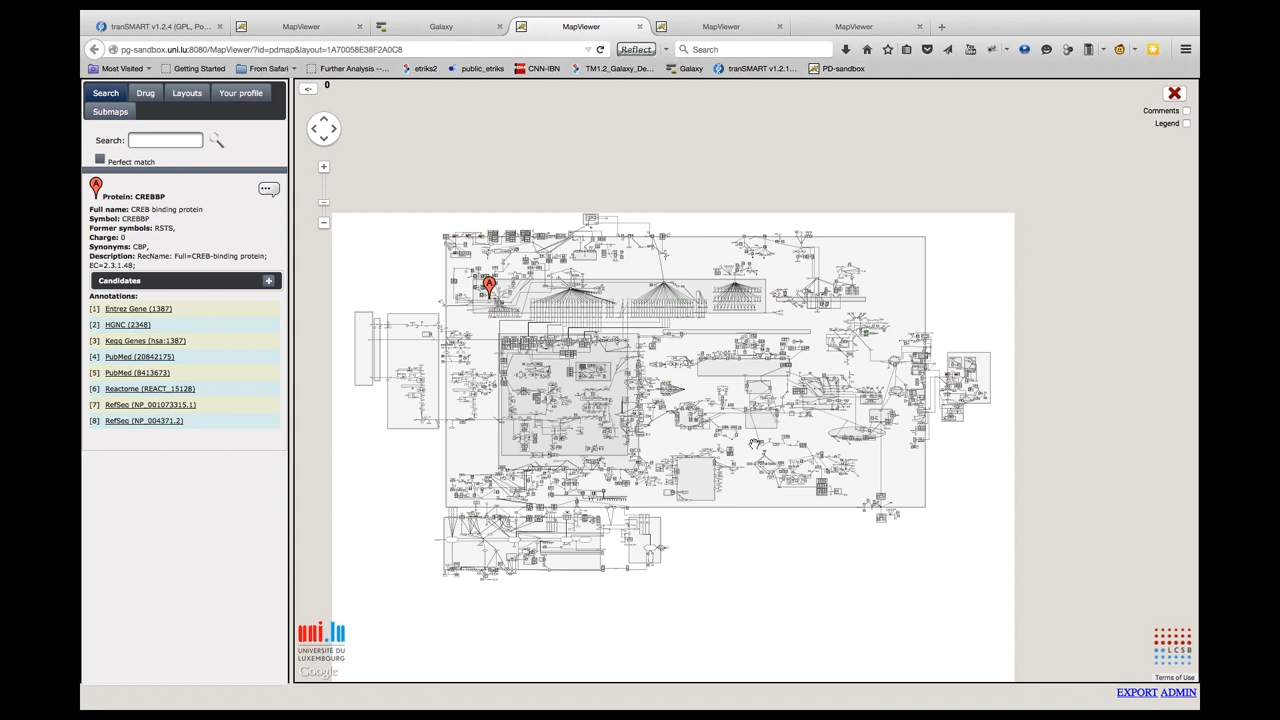 tranSMART v1.2.4 (GPL, Po... × MapViewer × Galaxy × MapViewer × MapViewer × MapViewer × +
pg-sandbox.uni.lu:8080/MapViewer/?id=pdmap&layout=1A70058E38F2A0C8 Reflect Search
Most Visited Getting Started From Safari Further Analysis --... etriks2 public_etriks CNN-IBN TM1.2_Galaxy_De... Galaxy tranSMART v1.2.1... PD-sandbox
Search Drug Layouts Your profile
Submaps
<- 0
Comments
Legend
Search:
Perfect match
A
Protein: CREBBP
Full name: CREB binding protein
Symbol: CREBBP
Former symbols: RSTS,
Charge: 0
Synonyms: CBP,
Description: RecName: Full=CREB-binding protein;
EC=2.3.1.48;
Candidates +
Annotations:
[1] Entrez Gene (1387)
[2] HGNC (2348)
[3] Kegg Genes (hsa:1387)
[4] PubMed (20842175)
[5] PubMed (8413673)
[6] Reactome (REACT_15128)
[7] RefSeq (NP_001073315.1)
[8] RefSeq (NP_004371.2)
A
uni.lu
UNIVERSITÉ DU
LUXEMBOURG
Google
LCSB
Terms of Use
EXPORT ADMIN